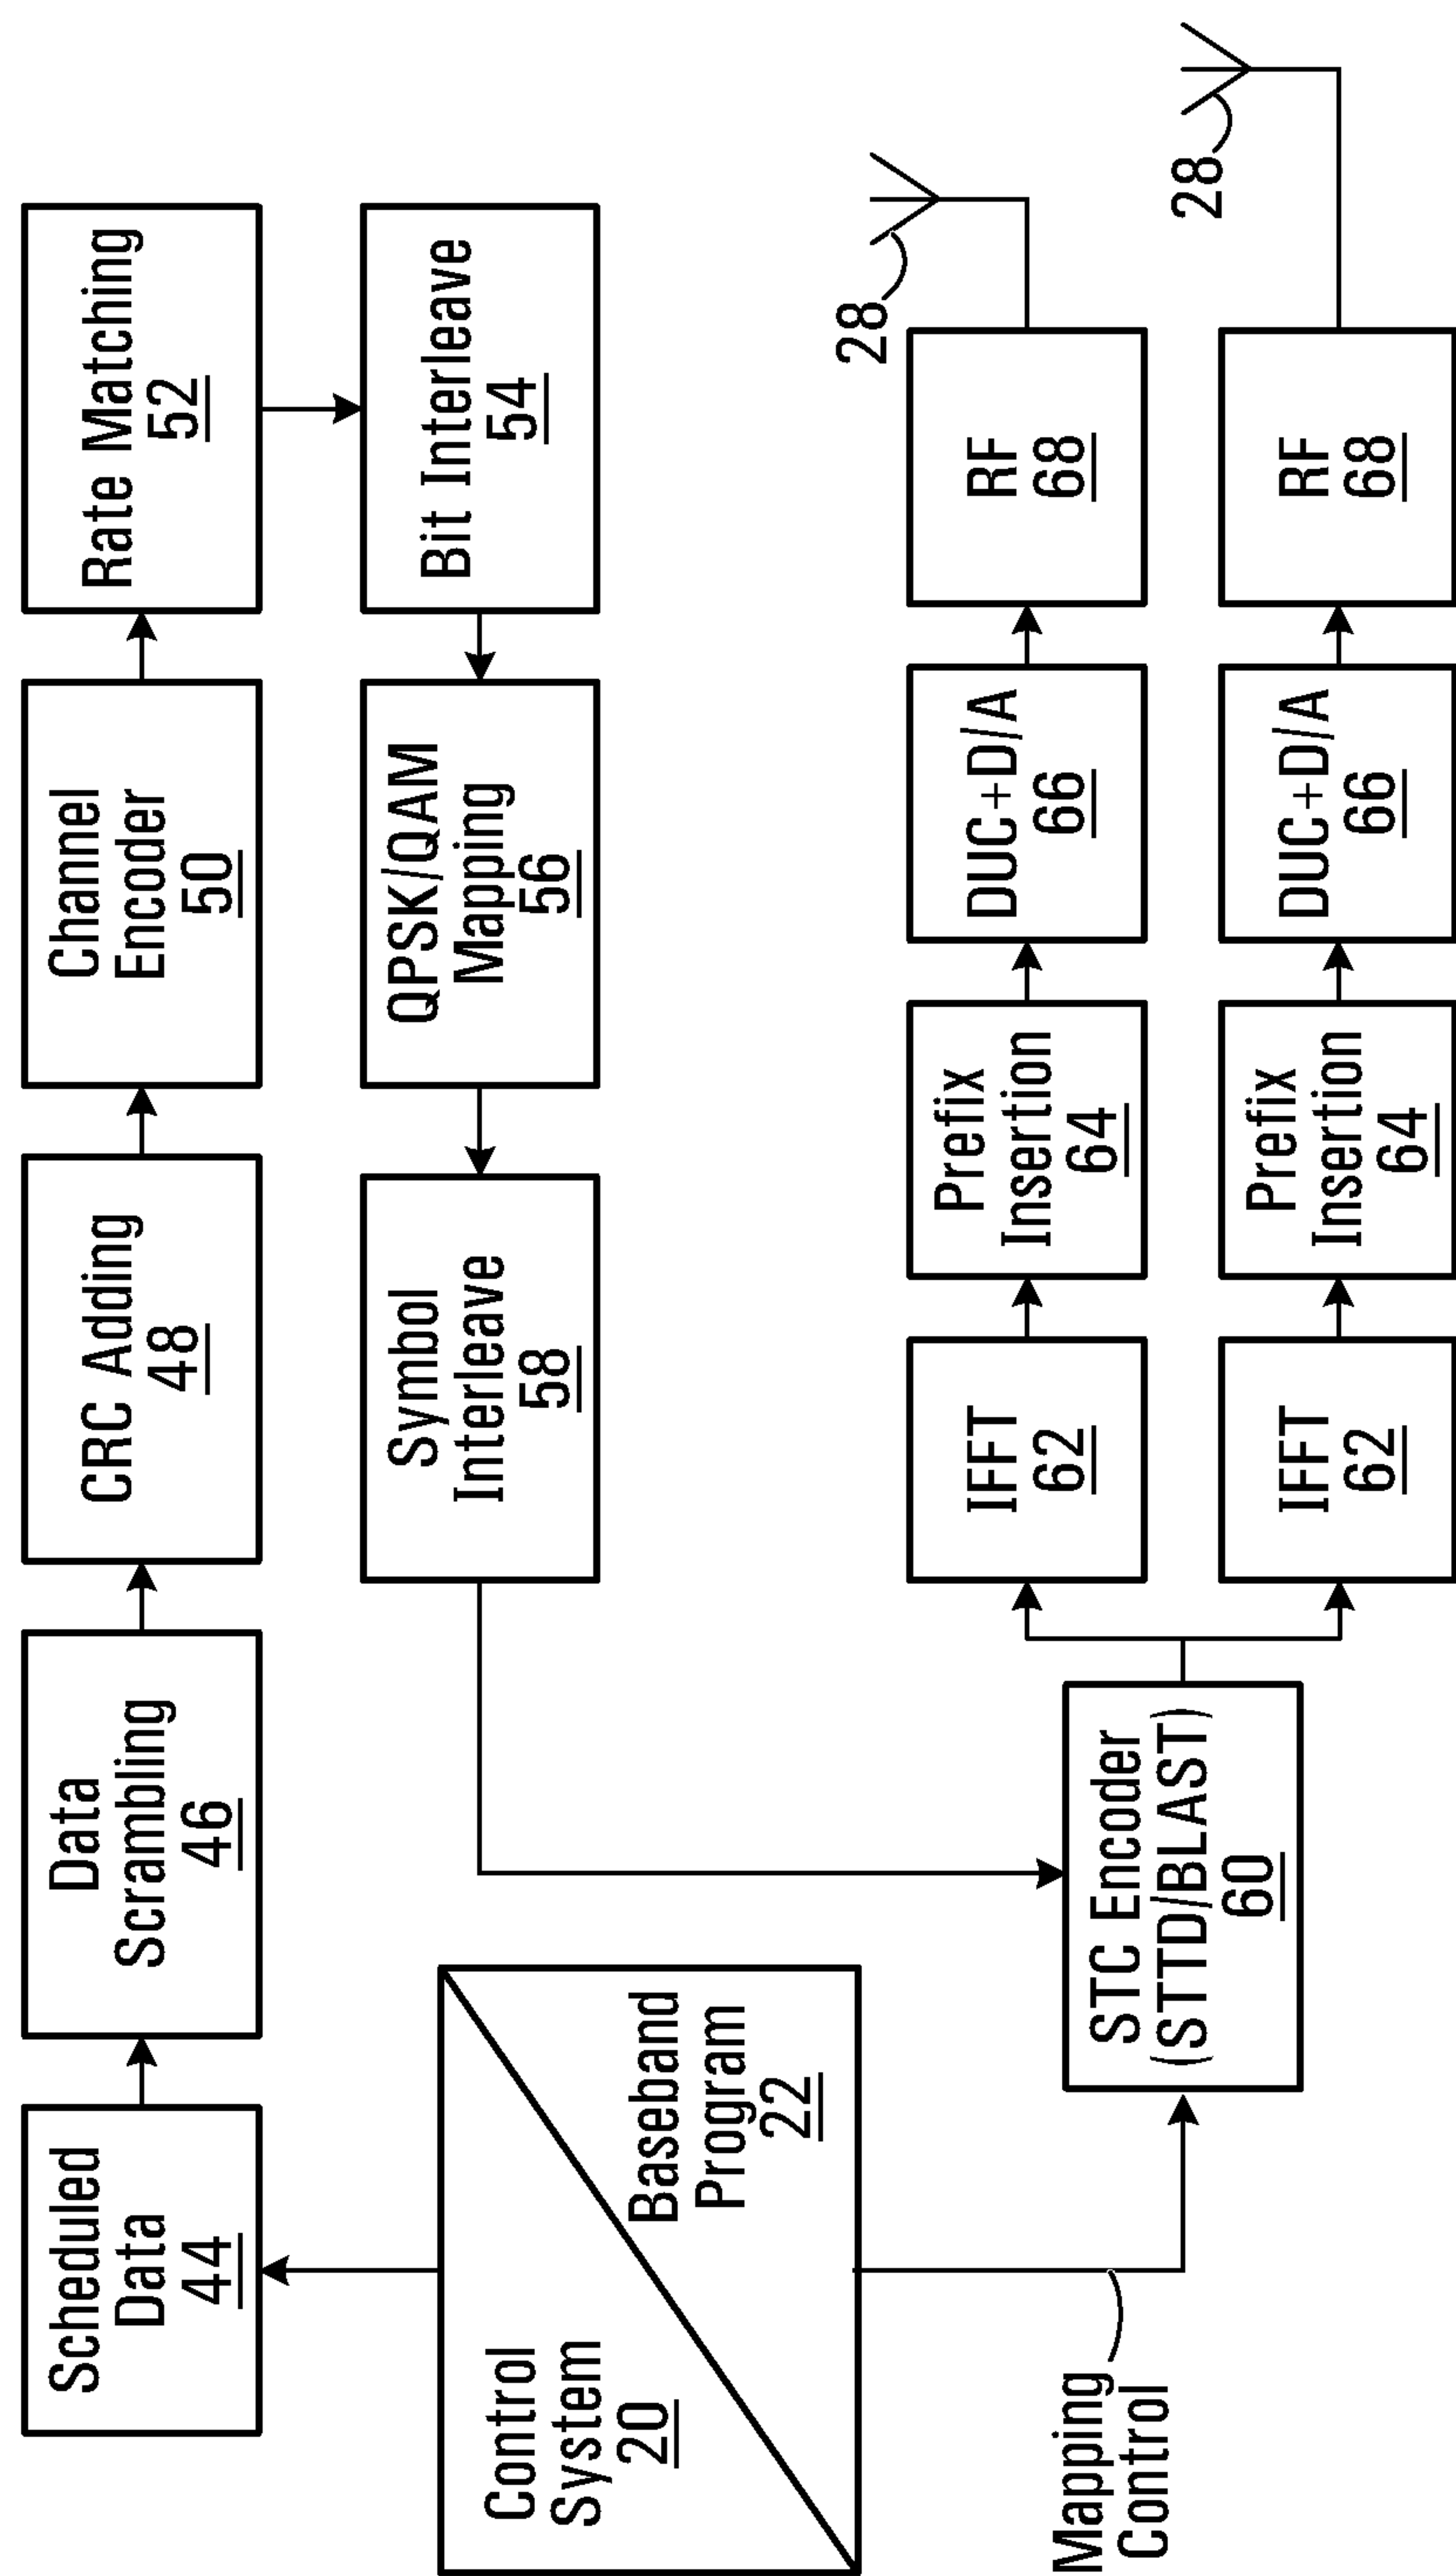 Scheduled
Data
44
Data
Scrambling
46
CRC Adding
48
Channel
Encoder
50
Rate Matching
52
Control
System
20
Baseband
Program
22
Symbol
Interleave
58
QPSK/QAM
Mapping
56
Bit Interleave
54
Mapping
Control
STC Encoder
(STTD/BLAST)
60
IFFT
62
Prefix
Insertion
64
DUC+D/A
66
RF
68
28
IFFT
62
Prefix
Insertion
64
DUC+D/A
66
RF
68
28